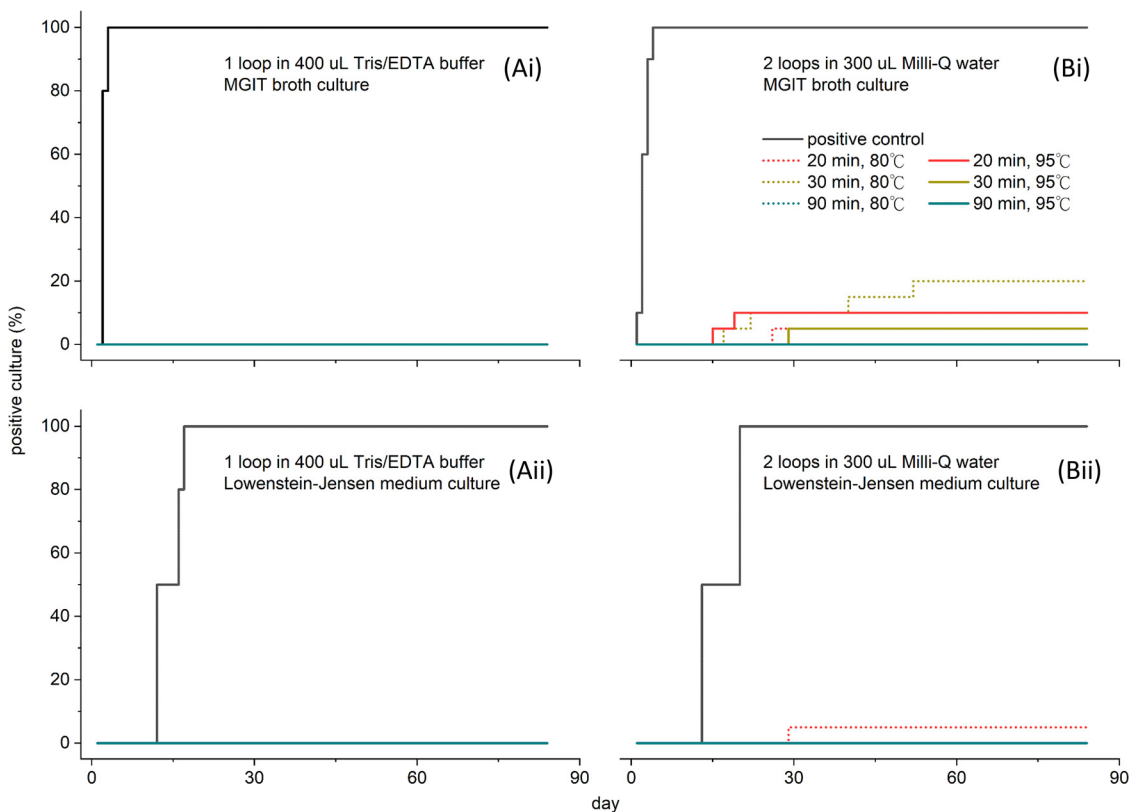 positive culture (%)
100
80
60
40
20
0
1 loop in 400 uL Tris/EDTA buffer
MGIT broth culture
(Ai)
2 loops in 300 uL Milli-Q water
MGIT broth culture
(Bi)
positive control
20 min, 80℃ 20 min, 95℃
30 min, 80℃ 30 min, 95℃
90 min, 80℃ 90 min, 95℃
100
80
60
40
20
0
1 loop in 400 uL Tris/EDTA buffer
Lowenstein-Jensen medium culture
(Aii)
2 loops in 300 uL Milli-Q water
Lowenstein-Jensen medium culture
(Bii)
0 30 60 90 0 30 60 90
day